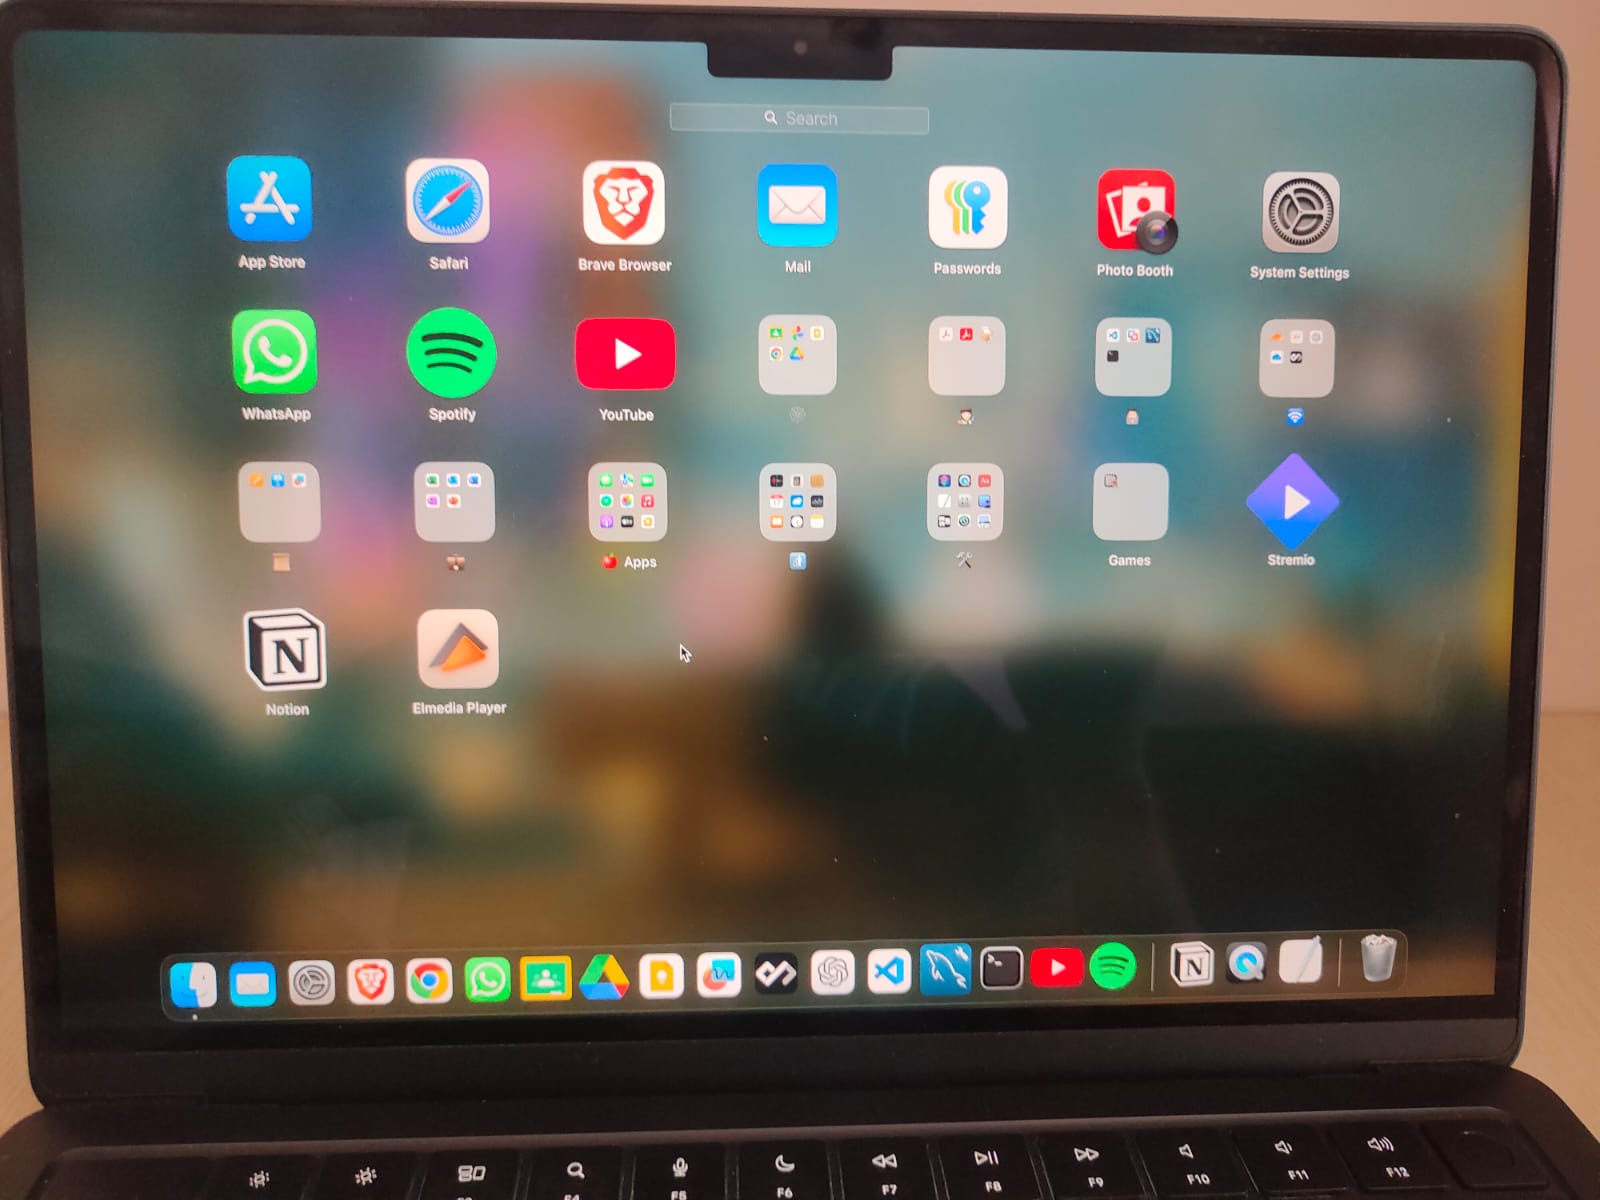 Search
App Store
Safari
Brave Browser
Mail
Passwords
Photo Booth
System Settings
WhatsApp
Spotify
YouTube
Apps
Games
Stremio
N
Notion
Elmedia Player
N
F5
F6
F7
F8
F9
F10
F11
F12